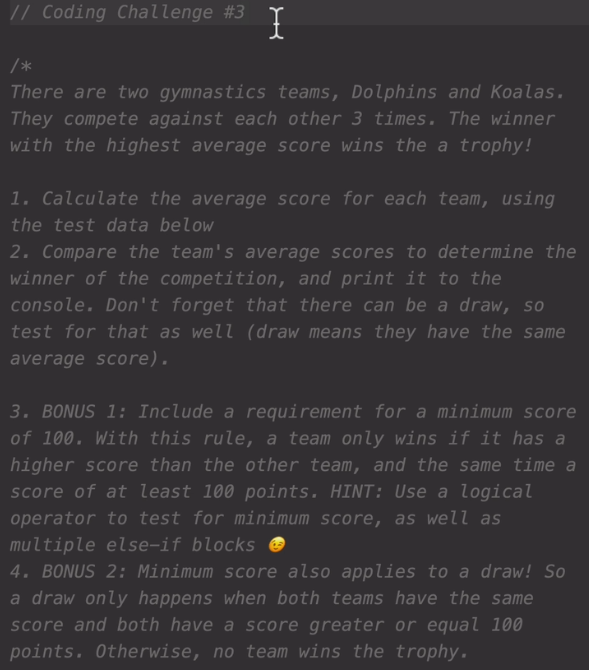 // Coding Challenge #3
/*
There are two gymnastics teams, Dolphins and Koalas.
They compete against each other 3 times. The winner
with the highest average score wins the a trophy!
1. Calculate the average score for each team, using
the test data below
2. Compare the team's average scores to determine the
winner of the competition, and print it to the
console. Don't forget that there can be a draw, so
test for that as well (draw means they have the same
average score).
3. BONUS 1: Include a requirement for a minimum score
of 100. With this rule, a team only wins if it has a
higher score than the other team, and the same time a
score of at least 100 points. HINT: Use a logical
operator to test for minimum score, as well as
multiple else-if blocks 😉
4. BONUS 2: Minimum score also applies to a draw! So
a draw only happens when both teams have the same
score and both have a score greater or equal 100
points. Otherwise, no team wins the trophy.